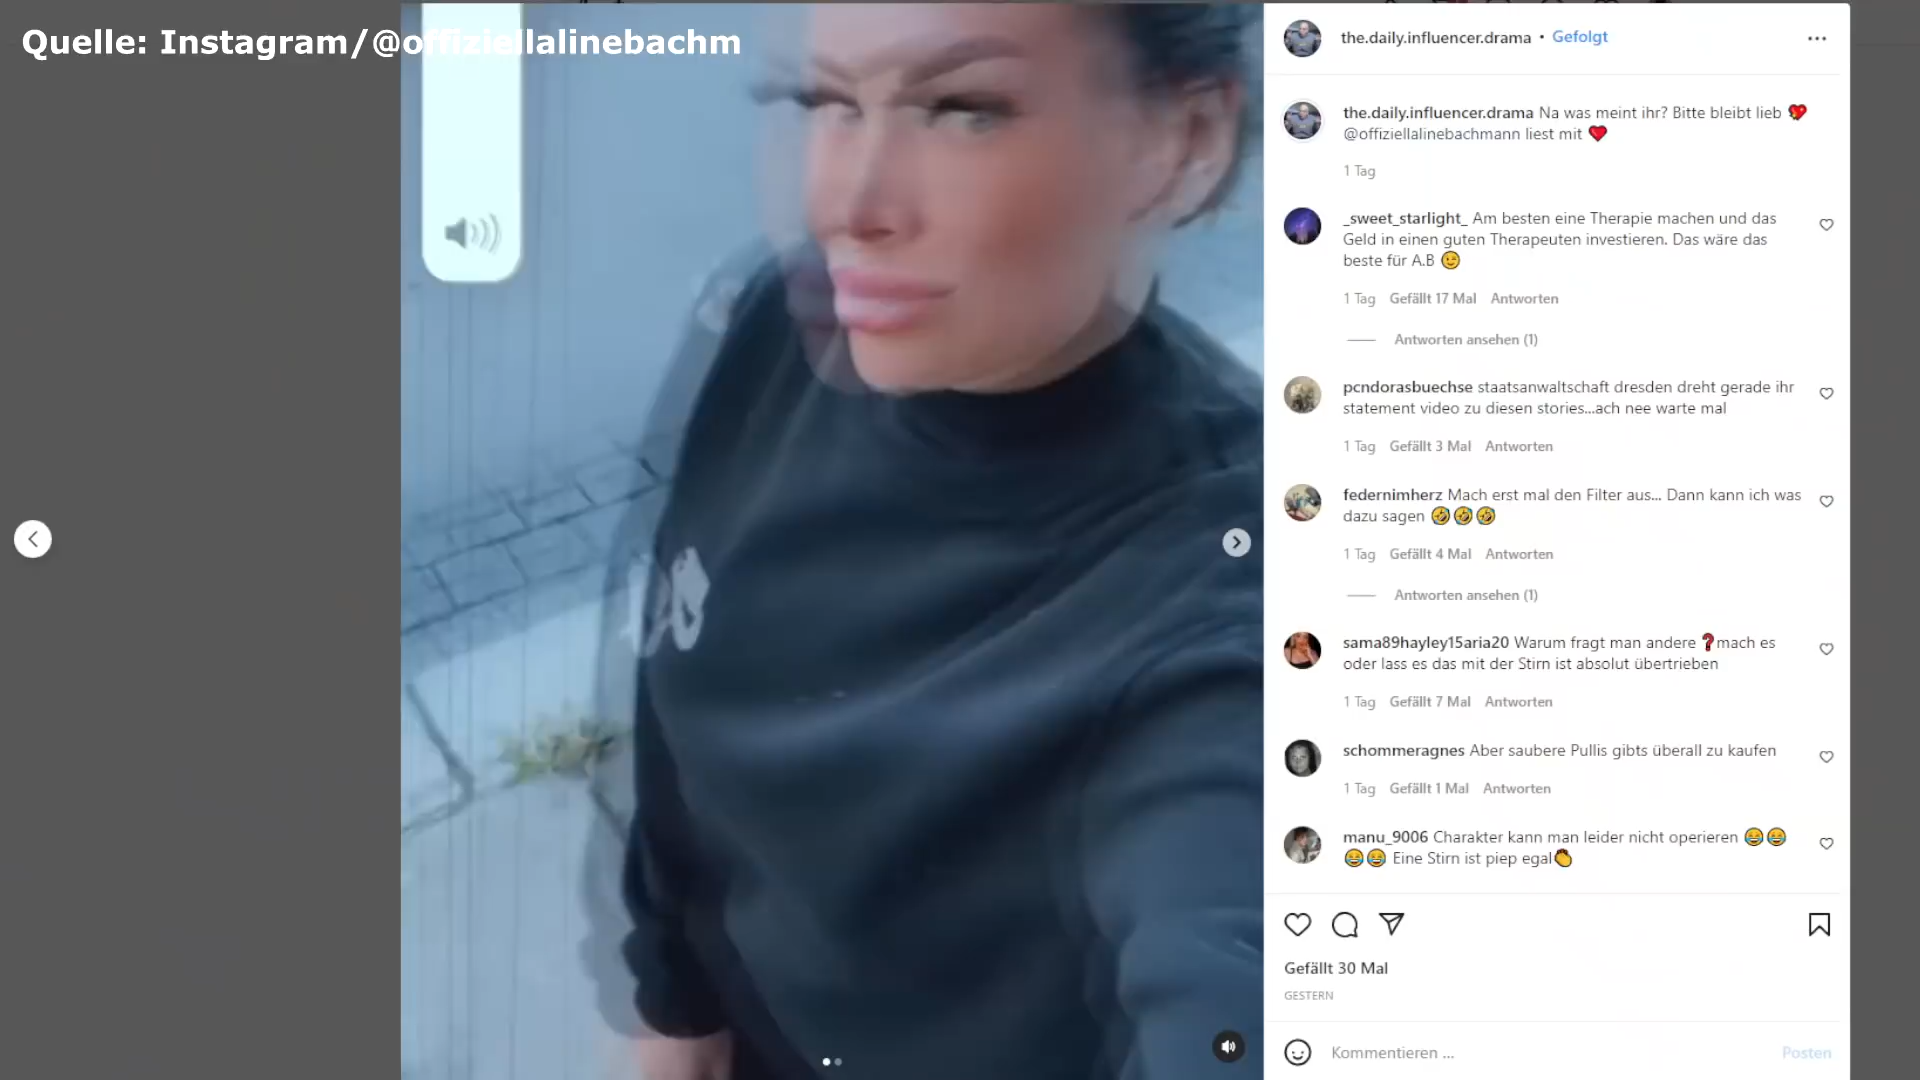 Quelle: Instagram/@offiziellalinebachm
the.daily.influencer.drama • Gefolgt
the.daily.influencer.drama Na was meint ihr? Bitte bleibt lieb
@offiziellalinebachmann liest mit
1 Tag
_sweet_starlight_ Am besten eine Therapie machen und das
Geld in einen guten Therapeuten investieren. Das wäre das
beste für A.B
1 Tag Gefällt 17 Mal Antworten
Antworten ansehen (1)
pcndorasbuechse staatsanwaltschaft dresden dreht gerade ihr
statement video zu diesen stories...ach nee warte mal
1 Tag Gefällt 3 Mal Antworten
federnimherz Mach erst mal den Filter aus... Dann kann ich was
dazu sagen 🤣🤣🤣
1 Tag Gefällt 4 Mal Antworten
Antworten ansehen (1)
sama89hayley15aria20 Warum fragt man andere ❓mach es
oder lass es das mit der Stirn ist absolut übertrieben
1 Tag Gefällt 7 Mal Antworten
schommeragnes Aber saubere Pullis gibts überall zu kaufen
1 Tag Gefällt 1 Mal Antworten
manu_9006 Charakter kann man leider nicht operieren 😂😂
😂😂 Eine Stirn ist piep egal👏
Gefällt 30 Mal
GESTERN
Kommentieren ...
Posten